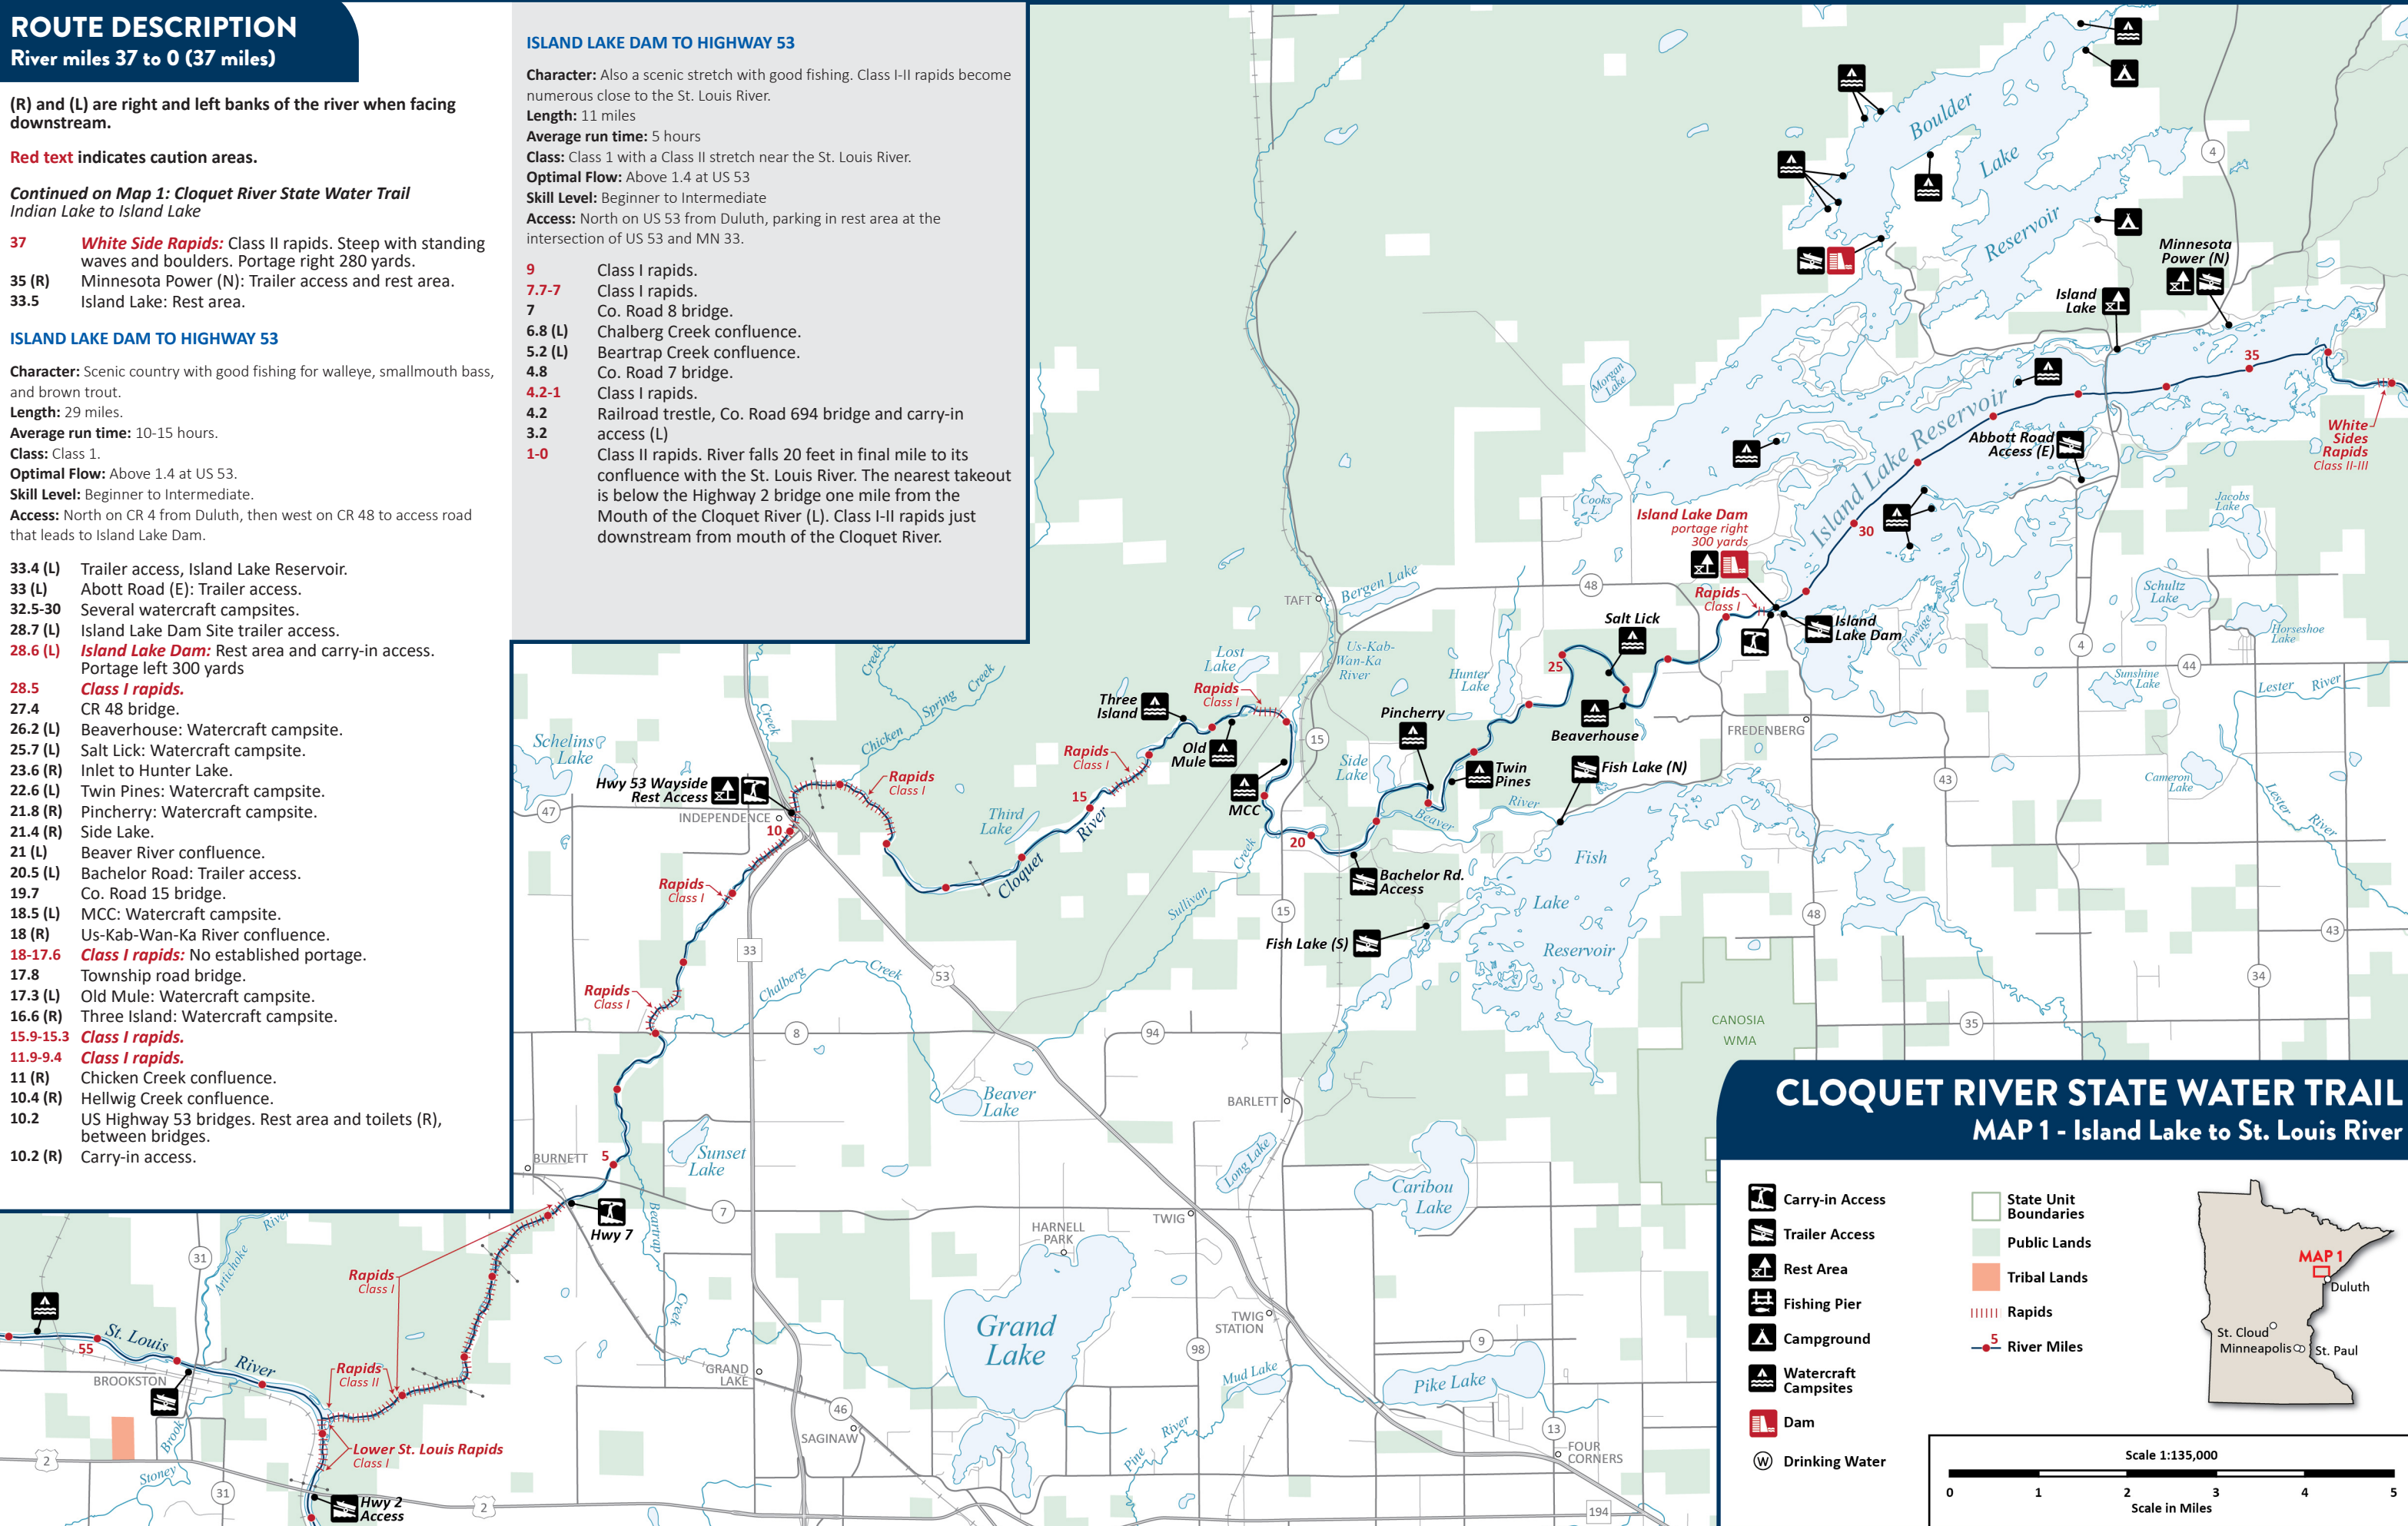 ROUTE DESCRIPTION
River miles 37 to 0 (37 miles)
(R) and (L) are right and left banks of the river when facing
downstream.
Red text indicates caution areas.
Continued on Map 1: Cloquet River State Water Trail
Indian Lake to Island Lake
37 White Side Rapids: Class II rapids. Steep with standing
waves and boulders. Portage right 280 yards.
35 (R) Minnesota Power (N): Trailer access and rest area.
33.5 Island Lake: Rest area.
ISLAND LAKE DAM TO HIGHWAY 53
Character: Scenic country with good fishing for walleye, smallmouth bass,
and brown trout.
Length: 29 miles.
Average run time: 10-15 hours.
Class: Class 1.
Optimal Flow: Above 1.4 at US 53.
Skill Level: Beginner to Intermediate.
Access: North on CR 4 from Duluth, then west on CR 48 to access road
that leads to Island Lake Dam.
33.4 (L) Trailer access, Island Lake Reservoir.
33 (L) Abott Road (E): Trailer access.
32.5-30 Several watercraft campsites.
28.7 (L) Island Lake Dam Site trailer access.
28.6 (L) Island Lake Dam: Rest area and carry-in access.
Portage left 300 yards
28.5 Class I rapids.
27.4 CR 48 bridge.
26.2 (L) Beaverhouse: Watercraft campsite.
25.7 (L) Salt Lick: Watercraft campsite.
23.6 (R) Inlet to Hunter Lake.
22.6 (L) Twin Pines: Watercraft campsite.
21.8 (R) Pincherry: Watercraft campsite.
21.4 (R) Side Lake.
21 (L) Beaver River confluence.
20.5 (L) Bachelor Road: Trailer access.
19.7 Co. Road 15 bridge.
18.5 (L) MCC: Watercraft campsite.
18 (R) Us-Kab-Wan-Ka River confluence.
18-17.6 Class I rapids: No established portage.
17.8 Township road bridge.
17.3 (L) Old Mule: Watercraft campsite.
16.6 (R) Three Island: Watercraft campsite.
15.9-15.3 Class I rapids.
11.9-9.4 Class I rapids.
11 (R) Chicken Creek confluence.
10.4 (R) Hellwig Creek confluence.
10.2 US Highway 53 bridges. Rest area and toilets (R),
between bridges.
10.2 (R) Carry-in access.
ISLAND LAKE DAM TO HIGHWAY 53
Character: Also a scenic stretch with good fishing. Class I-II rapids become
numerous close to the St. Louis River.
Length: 11 miles
Average run time: 5 hours
Class: Class 1 with a Class II stretch near the St. Louis River.
Optimal Flow: Above 1.4 at US 53
Skill Level: Beginner to Intermediate
Access: North on US 53 from Duluth, parking in rest area at the
intersection of US 53 and MN 33.
9 Class I rapids.
7.7-7 Class I rapids.
7 Co. Road 8 bridge.
6.8 (L) Chalberg Creek confluence.
5.2 (L) Beartrap Creek confluence.
4.8 Co. Road 7 bridge.
4.2-1 Class I rapids.
4.2 Railroad trestle, Co. Road 694 bridge and carry-in
3.2 access (L)
1-0 Class II rapids. River falls 20 feet in final mile to its
confluence with the St. Louis River. The nearest takeout
is below the Highway 2 bridge one mile from the
Mouth of the Cloquet River (L). Class I-II rapids just
downstream from mouth of the Cloquet River.
Boulder
Lake
Reservoir
4
Minnesota
Power (N)
Island
Lake
35
White
Sides
Rapids
Class II-III
Morgan
Lake
Island Lake Reservoir
Abbott Road
Access (E)
Cooks
L.
Jacobs
Lake
Island Lake Dam
portage right
300 yards
30
Rapids
Class I
Island
Lake Dam
Flowage
L.
Schultz
Lake
Horseshoe
Lake
4
44
Sunshine
Lake
Lester River
TAFT
Bergen Lake
48
Salt Lick
25
Us-Kab-
Wan-Ka
River
Hunter
Lake
Lost
Lake
Rapids
Class I
Three
Island
Old
Mule
Pincherry
Beaverhouse
FREDENBERG
15
Side
Lake
Twin
Pines
Fish Lake (N)
43
Cameron
Lake
Lester
River
MCC
Beaver
River
20
Creek
Sullivan
Bachelor Rd.
Access
Fish
Lake
Reservoir
15
Fish Lake (S)
48
43
34
Creek
Creek
Spring
Chicken
Creek
Schelins
Lake
Hwy 53 Wayside
Rest Access
47
INDEPENDENCE
10
Rapids
Class I
Third
Lake
15
River
Cloquet
Rapids
Class I
Rapids
Class I
33
53
Rapids
Class I
Chalberg
Creek
8
94
CANOSIA
WMA
35
Beaver
Lake
BARLETT
Sunset
Lake
BURNETT
5
Long Lake
Caribou
Lake
Hwy 7
Beartrap
Creek
7
HARNELL
PARK
TWIG
Grand
Lake
TWIG
STATION
98
9
Mud Lake
Pike Lake
GRAND
LAKE
46
SAGINAW
Pine
River
13
FOUR
CORNERS
194
River
Artichoke
31
Rapids
Class I
St. Louis
River
55
BROOKSTON
Rapids
Class II
Lower St. Louis Rapids
Class I
Brook
Stoney
2
31
Hwy 2
Access
2
CLOQUET RIVER STATE WATER TRAIL
MAP 1 - Island Lake to St. Louis River
Carry-in Access
Trailer Access
Rest Area
Fishing Pier
Campground
Watercraft
Campsites
Dam
W Drinking Water
State Unit
Boundaries
Public Lands
Tribal Lands
Rapids
5 River Miles
MAP 1
Duluth
St. Cloud
Minneapolis
St. Paul
Scale 1:135,000
0 1 2 3 4 5
Scale in Miles